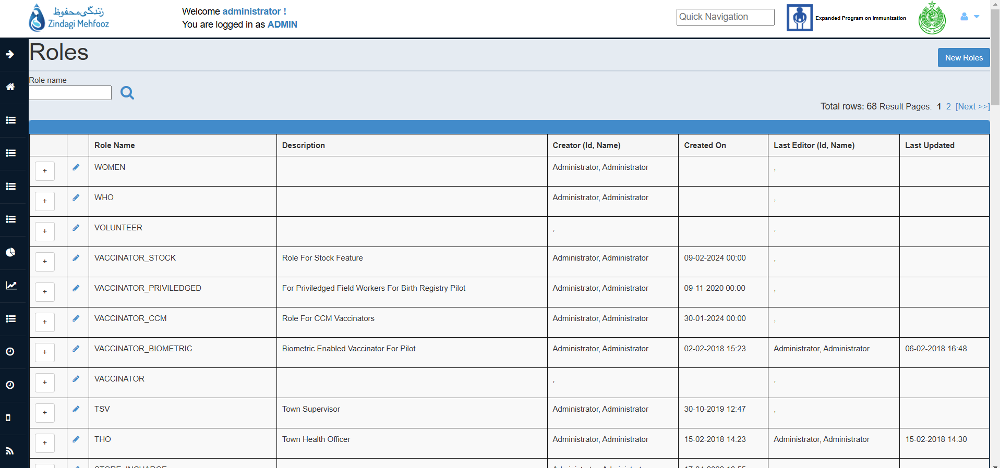 زندگی محفوظ
Zindagi Mehfooz
Welcome administrator !
You are logged in as ADMIN
Quick Navigation
Expanded Program on Immunization
Roles
New Roles
Role name
Total rows: 68 Result Pages: 1 2 [Next >>]
Role Name Description Creator (Id, Name) Created On Last Editor (Id, Name) Last Updated
+ WOMEN Administrator, Administrator ,
+ WHO Administrator, Administrator ,
+ VOLUNTEER , ,
+ VACCINATOR_STOCK Role For Stock Feature Administrator, Administrator 09-02-2024 00:00 ,
+ VACCINATOR_PRIVILEDGED For Priviledged Field Workers For Birth Registry Pilot Administrator, Administrator 09-11-2020 00:00 ,
+ VACCINATOR_CCM Role For CCM Vaccinators Administrator, Administrator 30-01-2024 00:00 ,
+ VACCINATOR_BIOMETRIC Biometric Enabled Vaccinator For Pilot Administrator, Administrator 02-02-2018 15:23 Administrator, Administrator 06-02-2018 16:48
+ VACCINATOR , ,
+ TSV Town Supervisor Administrator, Administrator 30-10-2019 12:47 ,
+ THO Town Health Officer Administrator, Administrator 15-02-2018 14:23 Administrator, Administrator 15-02-2018 14:30